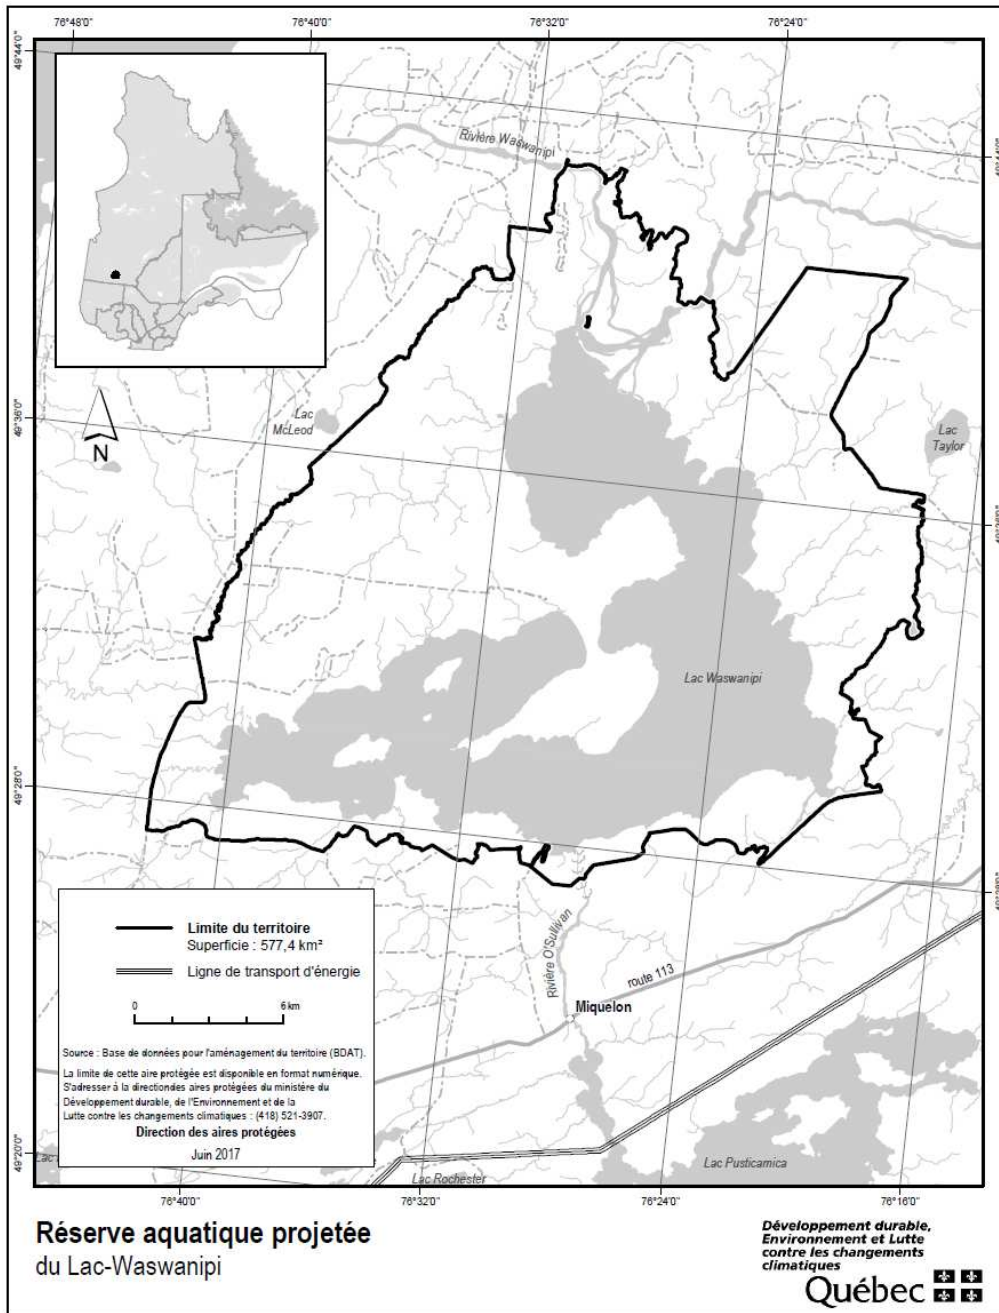 76°48'0"
76°40'0"
76°32'0"
76°24'0"
49°44'0"
Rivière Waswanipi
49°36'0"
Lac
McLeod
N
Lac
Taylor
Lac Waswanipi
49°28'0"
Limite du territoire
Superficie : 577,4 km²
Ligne de transport d'énergie
0
6 km
Source : Base de données pour l'aménagement du territoire (BDAT).
La limite de cette aire protégée est disponible en format numérique.
S'adresser à la directiondes aires protégées du ministère du
Développement durable, de l'Environnement et de la
Lutte contre les changements climatiques : (418) 521-3907.
Direction des aires protégées
Juin 2017
Rivière O'Sullivan
route 113
Miquelon
49°20'0"
Lac
Lac Rochester
Lac Pusticamica
76°40'0"
76°32'0"
76°24'0"
76°16'0"
Réserve aquatique projetée
du Lac-Waswanipi
Développement durable,
Environnement et Lutte
contre les changements
climatiques
Québec